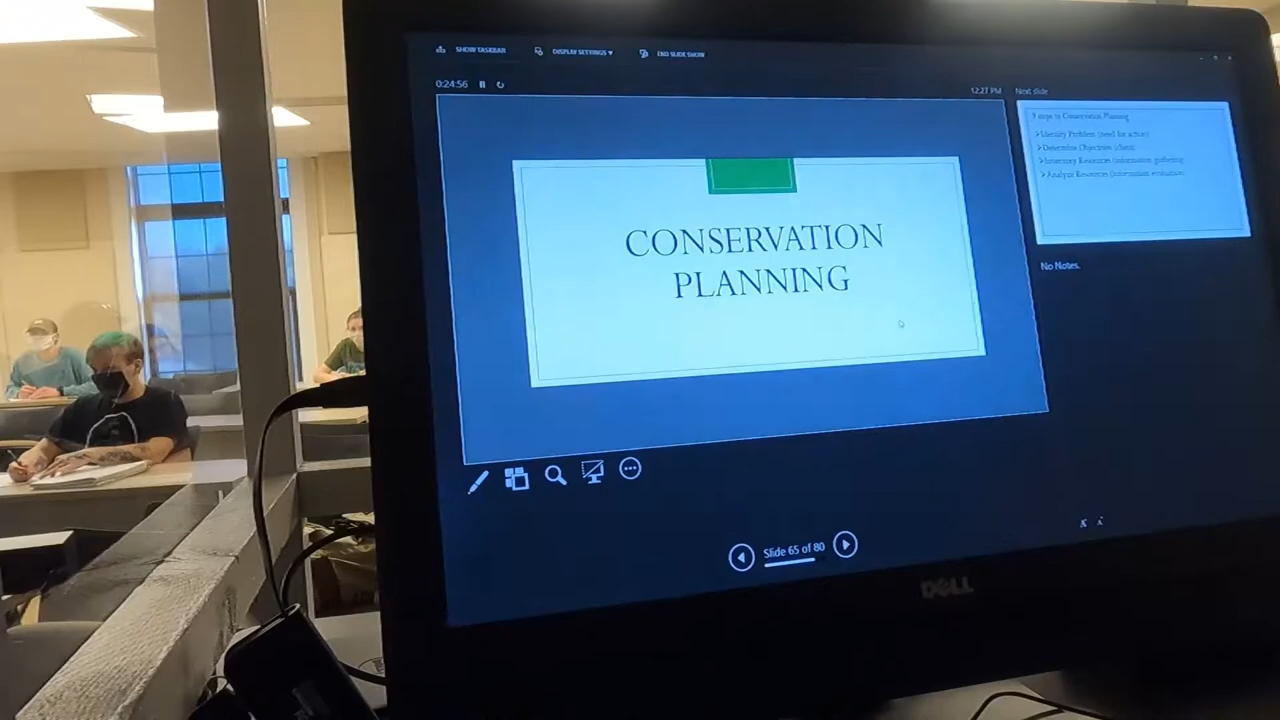 SHOW TASKBAR DISPLAY SETTINGS ▾ END SLIDE SHOW
0:24:56
12:27 PM
CONSERVATION
PLANNING
Slide 65 of 80
Next slide
9 steps to Conservation Planning
➢Identify Problem (need for action)
➢Determine Objectives (client)
➢Inventory Resources (information gathering)
➢Analyze Resources (information evaluation)
No Notes.
A A
DELL